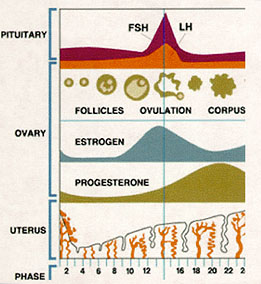 PITUITARY
FSH LH
FOLLICLES OVULATION CORPUS
OVARY
ESTROGEN
PROGESTERONE
UTERUS
PHASE 2 4 6 8 10 12 16 18 20 22 2